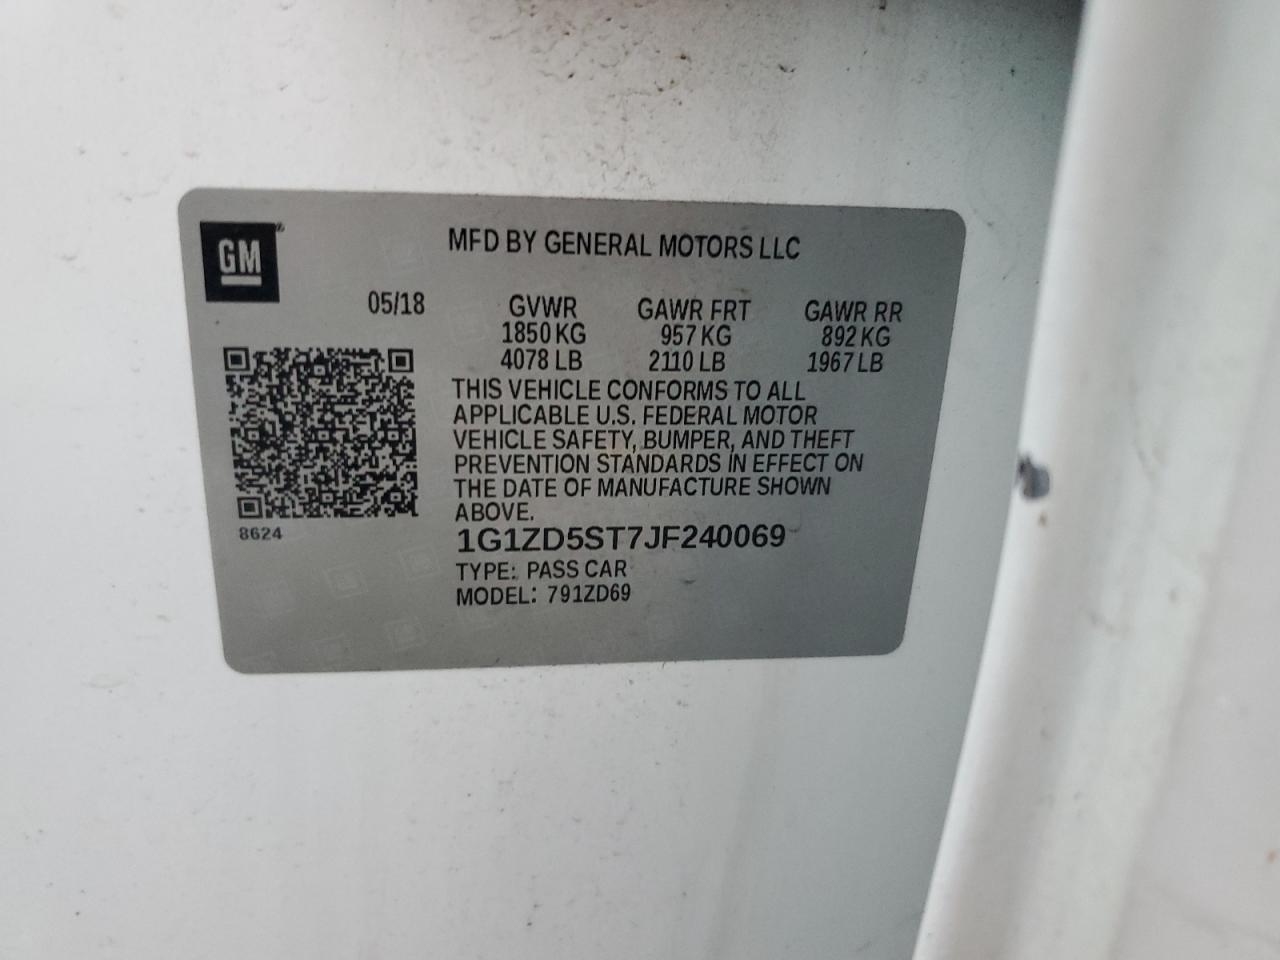 GM
MFD BY GENERAL MOTORS LLC
05/18 GVWR GAWR FRT GAWR RR
1850 KG 957 KG 892 KG
4078 LB 2110 LB 1967 LB
THIS VEHICLE CONFORMS TO ALL
APPLICABLE U.S. FEDERAL MOTOR
VEHICLE SAFETY, BUMPER, AND THEFT
PREVENTION STANDARDS IN EFFECT ON
THE DATE OF MANUFACTURE SHOWN
ABOVE.
8624
1G1ZD5ST7JF240069
TYPE: PASS CAR
MODEL: 791ZD69